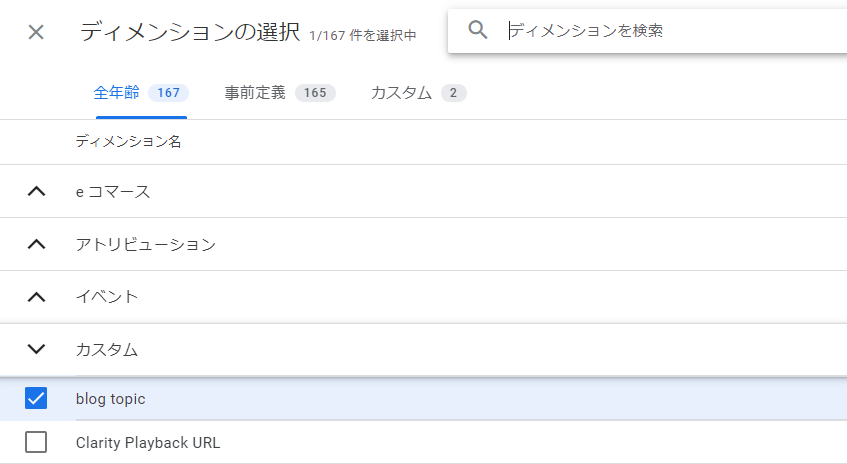 ディメンションの選択 1/167 件を選択中
ディメンションを検索
全年齢 167 事前定義 165 カスタム 2
ディメンション名
e コマース
アトリビューション
イベント
カスタム
blog topic
Clarity Playback URL